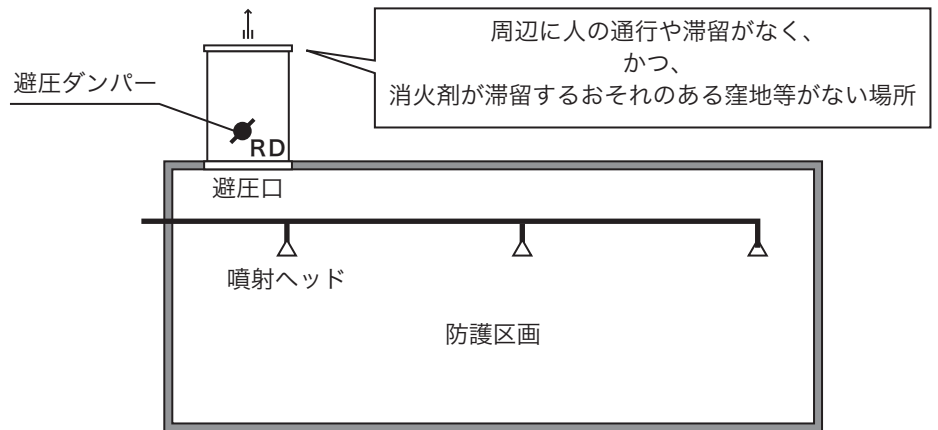 周辺に人の通行や滞留がなく、
かつ、
消火剤が滞留するおそれのある窪地等がない場所
避圧ダンパー
RD
避圧口
噴射ヘッド
防護区画